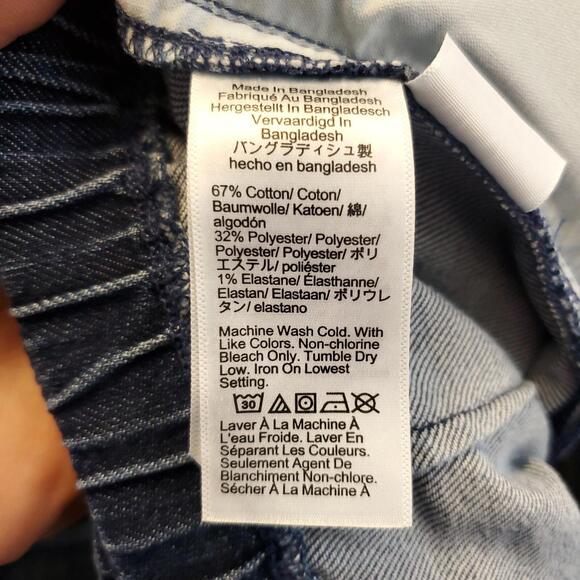 Made In Bangladesh
Fabriqué Au Bangladesh
Hergestellt In Bangladesch
Vervaardigd In
Bangladesh
バングラディシュ製
hecho en bangladesh
67% Cotton/ Coton/
Baumwolle/ Katoen/ 綿/
algodón
32% Polyester/ Polyester/
Polyester/ Polyester/ ポリ
エステル/ poliéster
1% Elastane/ Élasthanne/
Elastan/ Elastaan/ ポリウレ
タン/ elastano
Machine Wash Cold. With
Like Colors. Non-chlorine
Bleach Only. Tumble Dry
Low. Iron On Lowest
Setting.
30
Laver À La Machine À
L'eau Froide. Laver En
Séparant Les Couleurs.
Seulement Agent De
Blanchiment Non-chlore.
Sécher À La Machine À